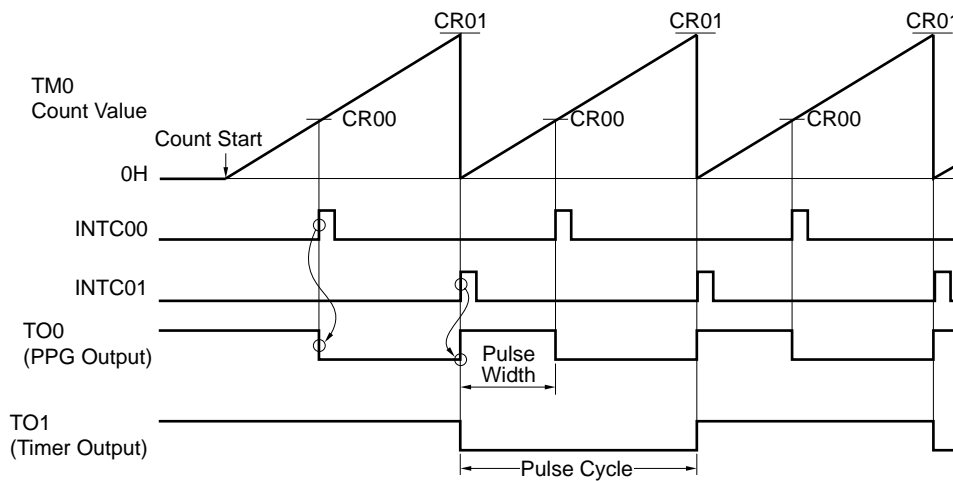 CR01 CR01 CR01
TM0
Count Value
CR00 CR00
Count Start
0H
INTC00
INTC01
TO0
(PPG Output)
Pulse
Width
TO1
(Timer Output)
Pulse Cycle